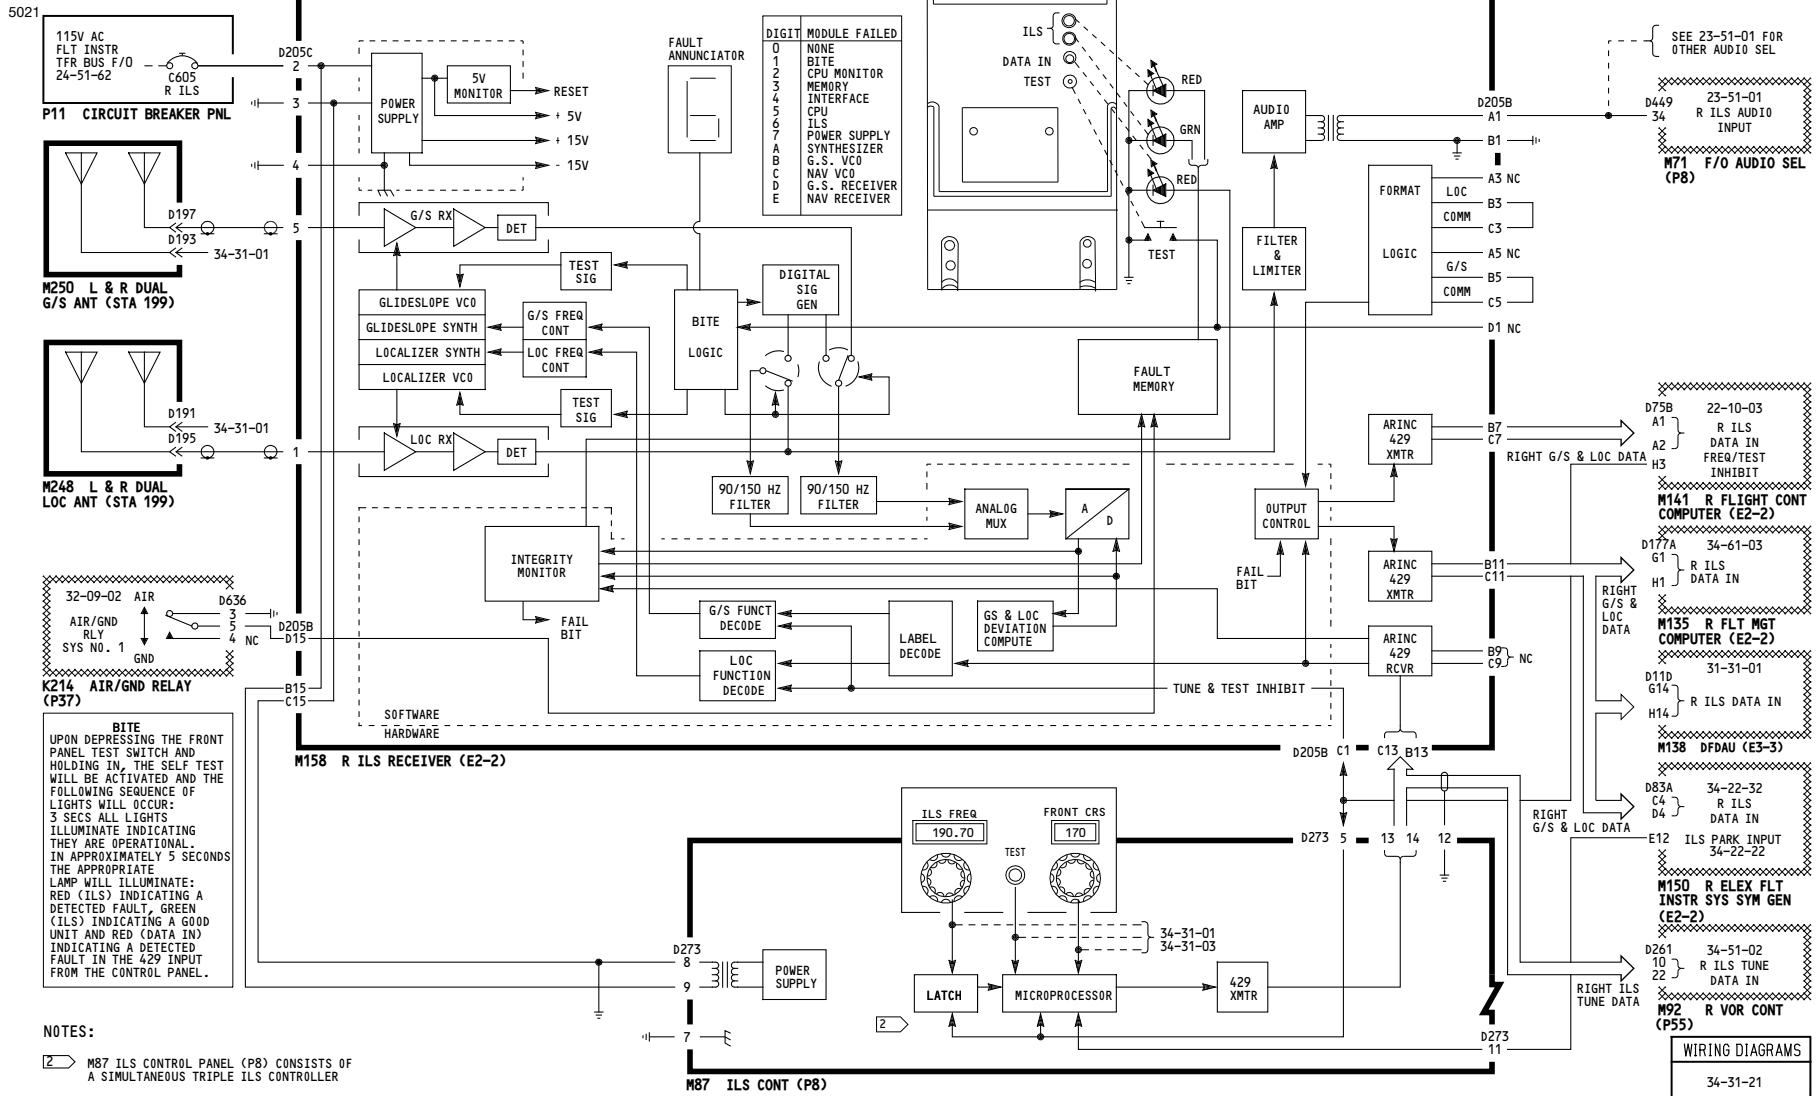 5021
115V AC
FLT INSTR
TFR BUS F/O
24-51-62
C605
R ILS
P11 CIRCUIT BREAKER PNL
D205C
2
3
4
5
1
POWER
SUPPLY
5V
MONITOR
RESET
+ 5V
+ 15V
- 15V
FAULT
ANNUNCIATOR
DIGIT MODULE FAILED
0 NONE
1 BITE
2 CPU MONITOR
3 MEMORY
4 INTERFACE
5 CPU
6 ILS
7 POWER SUPPLY
A SYNTHESIZER
B G.S. VCO
C NAV VCO
D G.S. RECEIVER
E NAV RECEIVER
ILS
DATA IN
TEST
RED
GRN
RED
TEST
AUDIO
AMP
FILTER
&
LIMITER
D205B
A1
B1
SEE 23-51-01 FOR
OTHER AUDIO SEL
D449
34
23-51-01
R ILS AUDIO
INPUT
M71 F/O AUDIO SEL
(P8)
FORMAT
LOGIC
A3 NC
LOC
B3
COMM
C3
A5 NC
G/S
B5
COMM
C5
D1 NC
D197
D193
34-31-01
M250 L & R DUAL
G/S ANT (STA 199)
D191
34-31-01
D195
M248 L & R DUAL
LOC ANT (STA 199)
G/S RX
DET
TEST
SIG
GLIDESLOPE VCO
GLIDESLOPE SYNTH
LOCALIZER SYNTH
LOCALIZER VCO
G/S FREQ
CONT
LOC FREQ
CONT
TEST
SIG
LOC RX
DET
BITE
LOGIC
DIGITAL
SIG
GEN
FAULT
MEMORY
90/150 HZ
FILTER
90/150 HZ
FILTER
ANALOG
MUX
A
D
OUTPUT
CONTROL
FAIL
BIT
ARINC
429
XMTR
B7
C7
RIGHT G/S & LOC DATA
D75B
A1
A2
H3
22-10-03
R ILS
DATA IN
FREQ/TEST
INHIBIT
M141 R FLIGHT CONT
COMPUTER (E2-2)
ARINC
429
XMTR
B11
C11
RIGHT
G/S &
LOC
DATA
D177A
G1
H1
34-61-03
R ILS
DATA IN
M135 R FLT MGT
COMPUTER (E2-2)
ARINC
429
RCVR
B9
C9
NC
D11D
G14
H14
31-31-01
R ILS DATA IN
M138 DFDAU (E3-3)
INTEGRITY
MONITOR
FAIL
BIT
G/S FUNCT
DECODE
LOC
FUNCTION
DECODE
LABEL
DECODE
GS & LOC
DEVIATION
COMPUTE
TUNE & TEST INHIBIT
SOFTWARE
HARDWARE
M158 R ILS RECEIVER (E2-2)
32-09-02 AIR
AIR/GND
RLY
SYS NO. 1
GND
D636
3
5
4 NC
D205B
D15
K214 AIR/GND RELAY
(P37)
B15
C15
BITE
UPON DEPRESSING THE FRONT
PANEL TEST SWITCH AND
HOLDING IN, THE SELF TEST
WILL BE ACTIVATED AND THE
FOLLOWING SEQUENCE OF
LIGHTS WILL OCCUR:
3 SECS ALL LIGHTS
ILLUMINATE INDICATING
THEY ARE OPERATIONAL.
IN APPROXIMATELY 5 SECONDS
THE APPROPRIATE
LAMP WILL ILLUMINATE:
RED (ILS) INDICATING A
DETECTED FAULT, GREEN
(ILS) INDICATING A GOOD
UNIT AND RED (DATA IN)
INDICATING A DETECTED
FAULT IN THE 429 INPUT
FROM THE CONTROL PANEL.
D205B C1 C13 B13
ILS FREQ
190.70
FRONT CRS
170
TEST
D273 5 13 14 12
RIGHT
G/S & LOC DATA
D83A
C4
D4
E12
34-22-32
R ILS
DATA IN
ILS PARK INPUT
34-22-22
M150 R ELEX FLT
INSTR SYS SYM GEN
(E2-2)
34-31-01
34-31-03
D273
8
9
7
POWER
SUPPLY
LATCH
MICROPROCESSOR
429
XMTR
2
RIGHT ILS
TUNE DATA
D261
10
22
34-51-02
R ILS TUNE
DATA IN
M92 R VOR CONT
(P55)
D273
11
M87 ILS CONT (P8)
NOTES:
2 M87 ILS CONTROL PANEL (P8) CONSISTS OF
A SIMULTANEOUS TRIPLE ILS CONTROLLER
WIRING DIAGRAMS
34-31-21